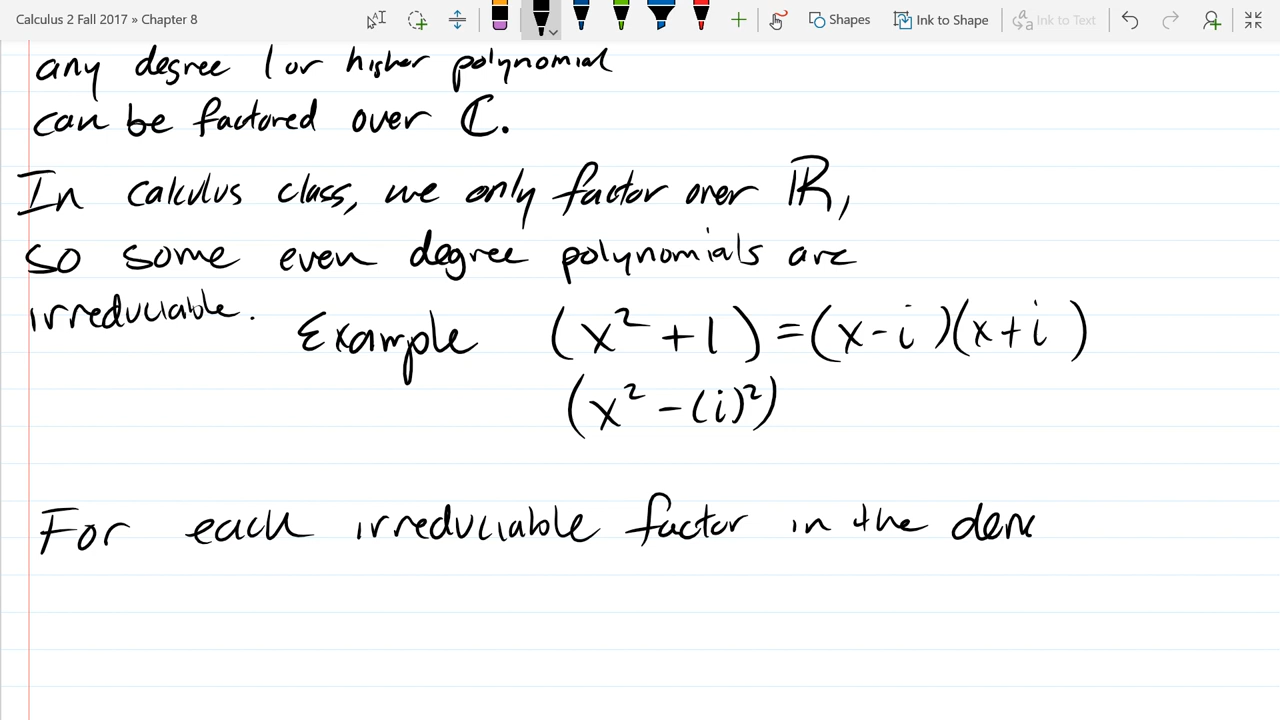 Calculus 2 Fall 2017 » Chapter 8
Shapes
Ink to Shape
Ink to Text
any degree 1 or higher polynomial
can be factored over ℂ.
In calculus class, we only factor over ℝ,
so some even degree polynomials are
irreduciable.
Example (x² + 1) = (x - i)(x + i)
(x² - (i)²)
For each irreduciable factor in the den